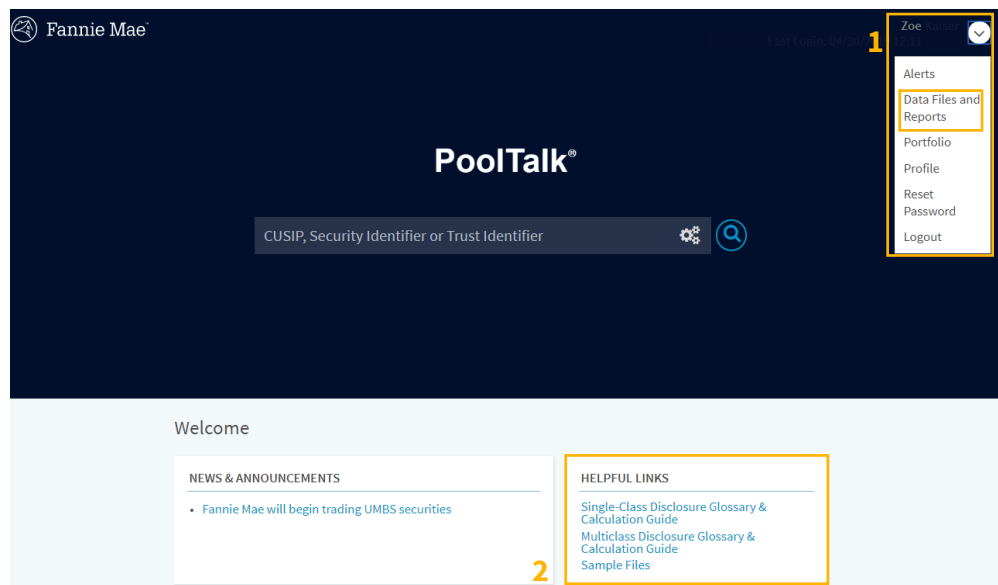 Fannie Mae
Zoe Kaiser
1
Last Login: 04/30/
Alerts
Data Files and
Reports
Portfolio
Profile
Reset
Password
Logout
PoolTalk®
CUSIP, Security Identifier or Trust Identifier
Welcome
NEWS & ANNOUNCEMENTS
• Fannie Mae will begin trading UMBS securities
2
HELPFUL LINKS
Single-Class Disclosure Glossary &
Calculation Guide
Multiclass Disclosure Glossary &
Calculation Guide
Sample Files